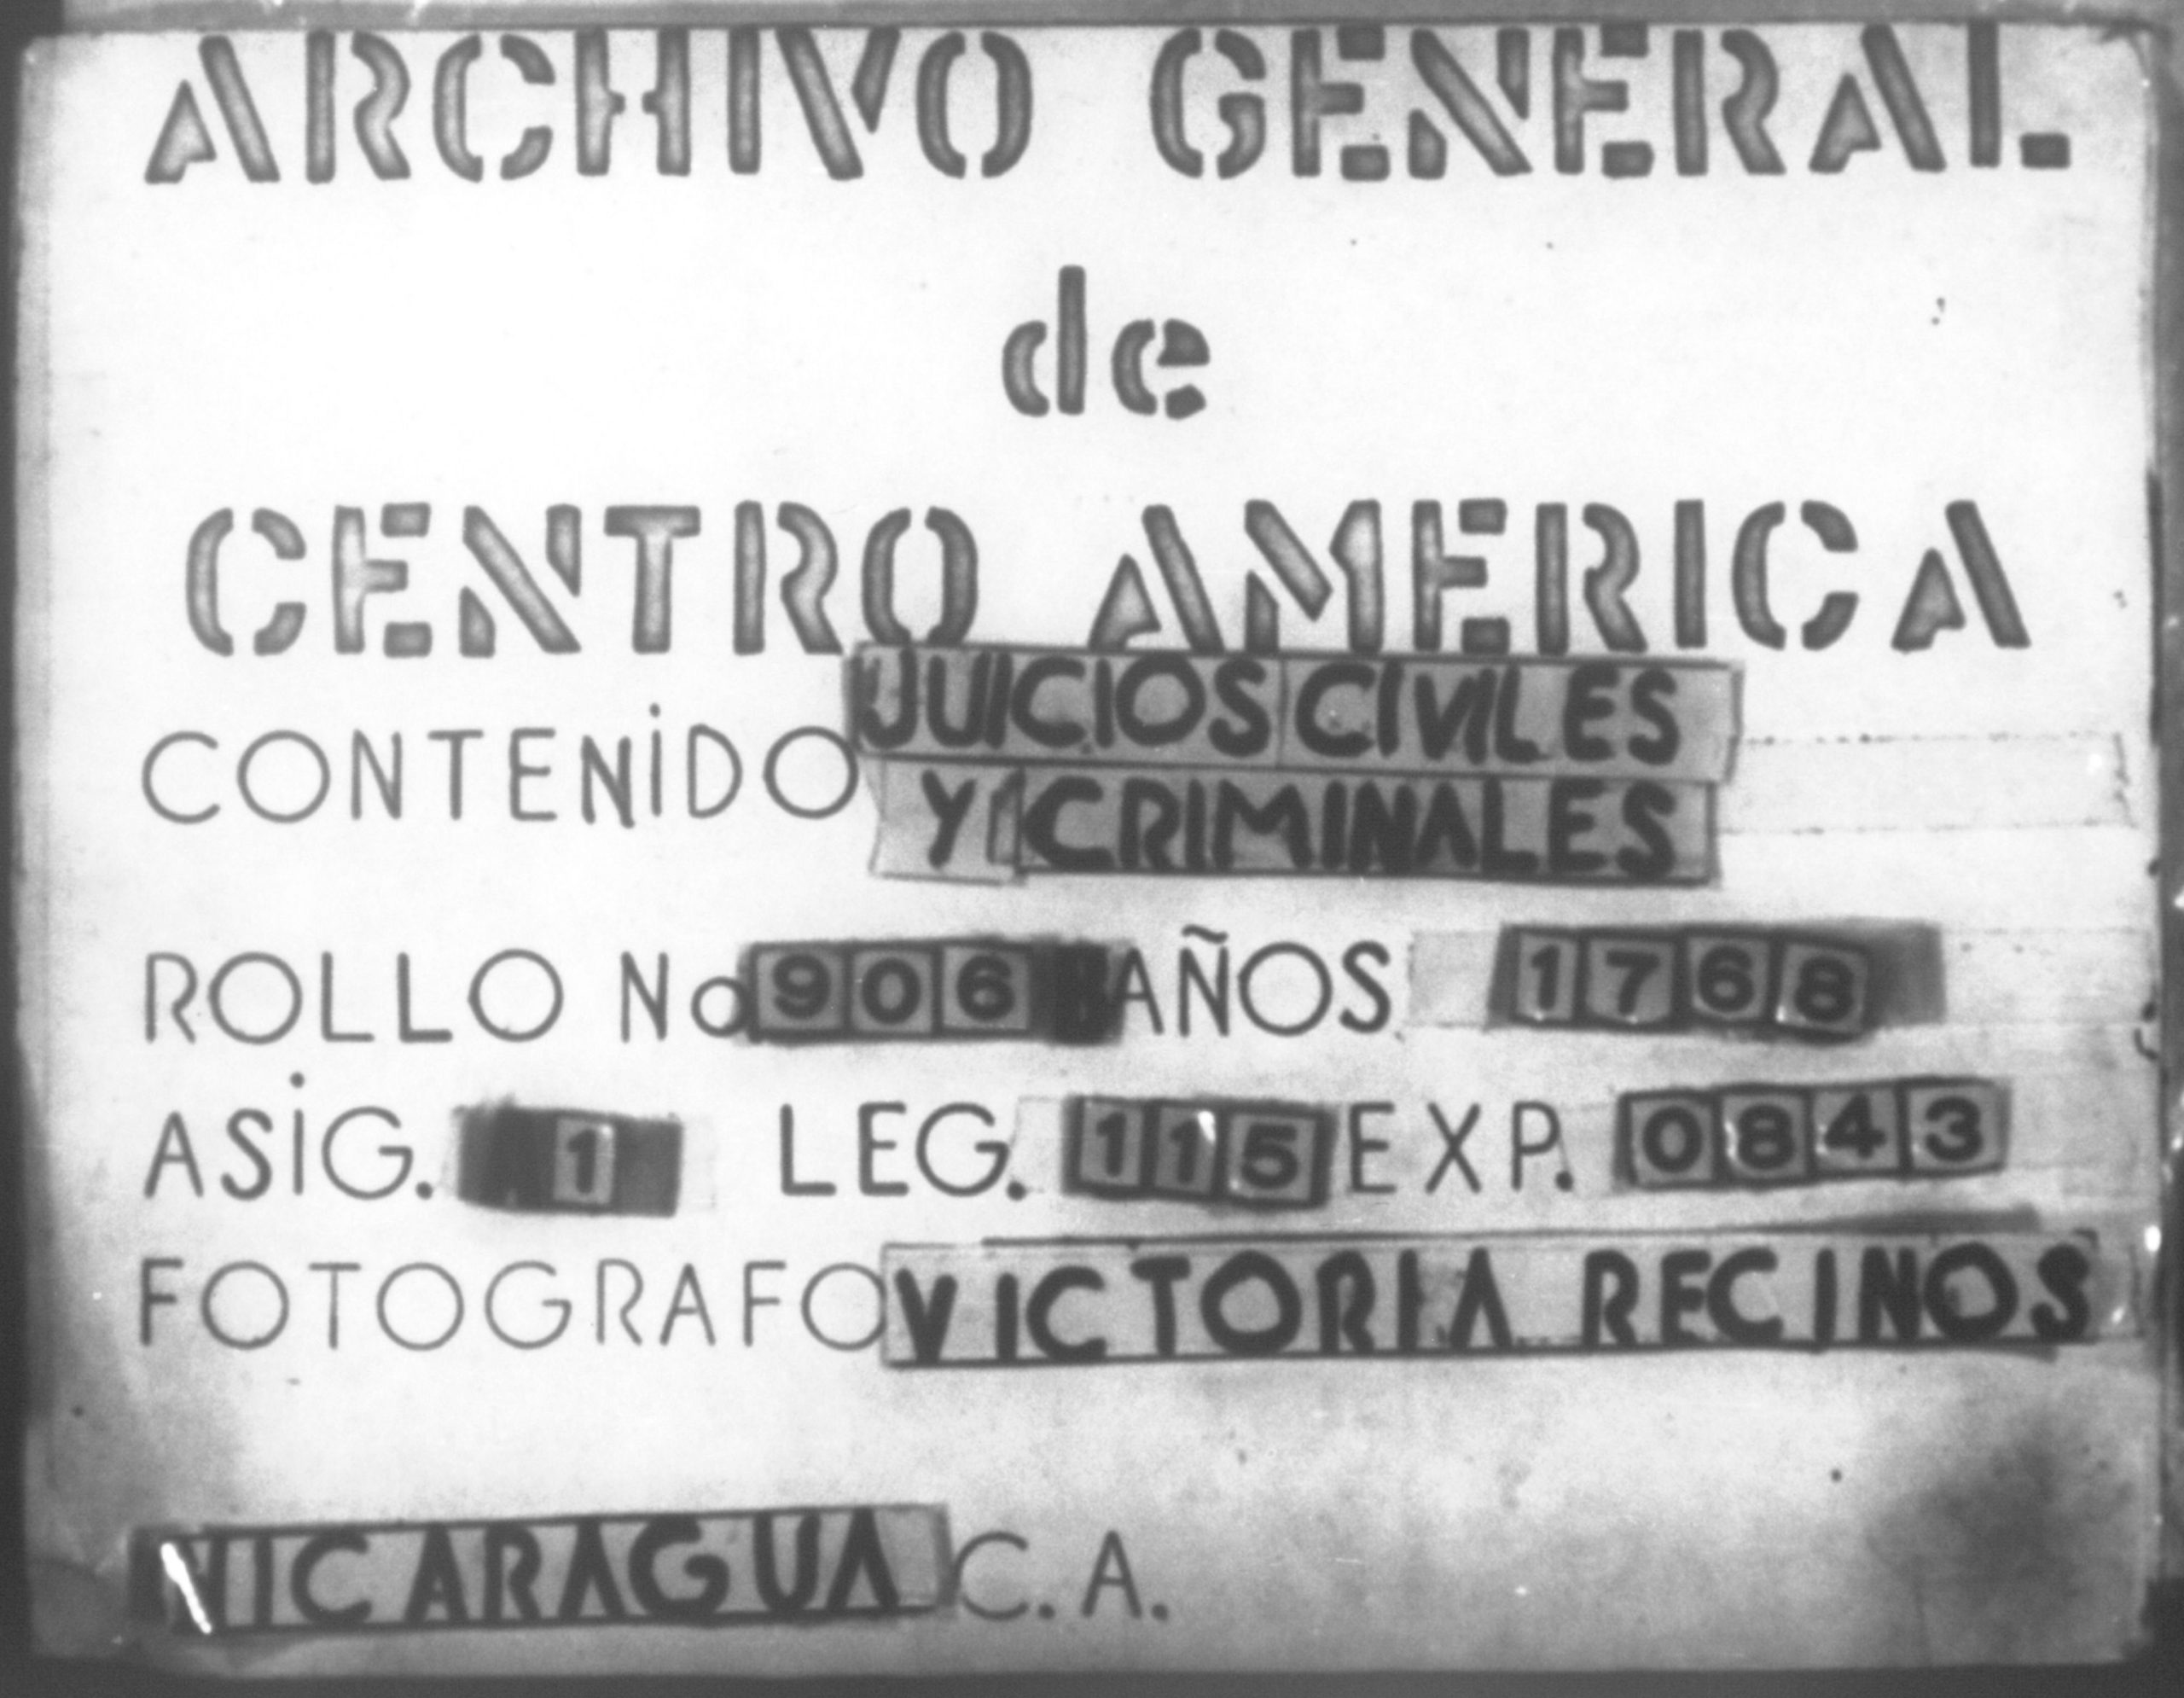 ARCHIVO GENERAL
de
CENTRO AMERICA
CONTENIDO JUICIOS CIVILES
Y CRIMINALES
ROLLO No 906 AÑOS 1768
ASIG. 1 LEG. 115 EXP. 0843
FOTOGRAFO VICTORIA RECINOS
NICARAGUA C.A.